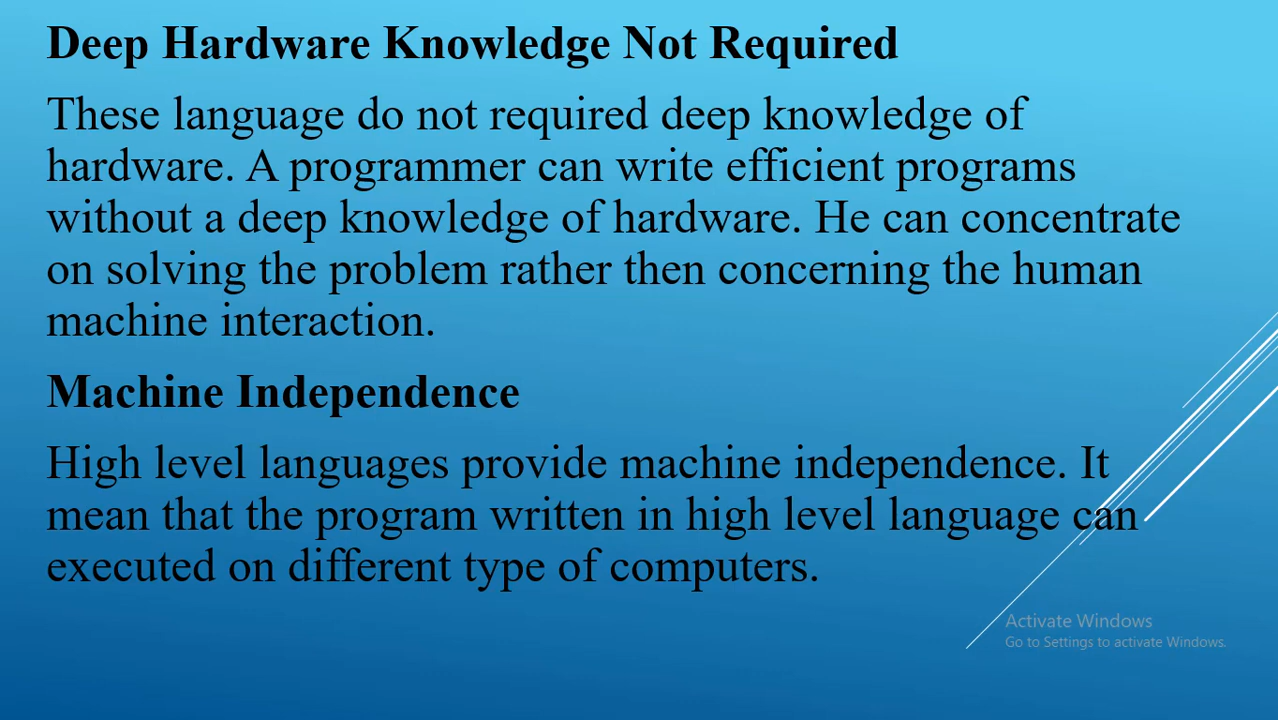 Deep Hardware Knowledge Not Required
These language do not required deep knowledge of
hardware. A programmer can write efficient programs
without a deep knowledge of hardware. He can concentrate
on solving the problem rather then concerning the human
machine interaction.
Machine Independence
High level languages provide machine independence. It
mean that the program written in high level language can
executed on different type of computers.
Activate Windows
Go to Settings to activate Windows.